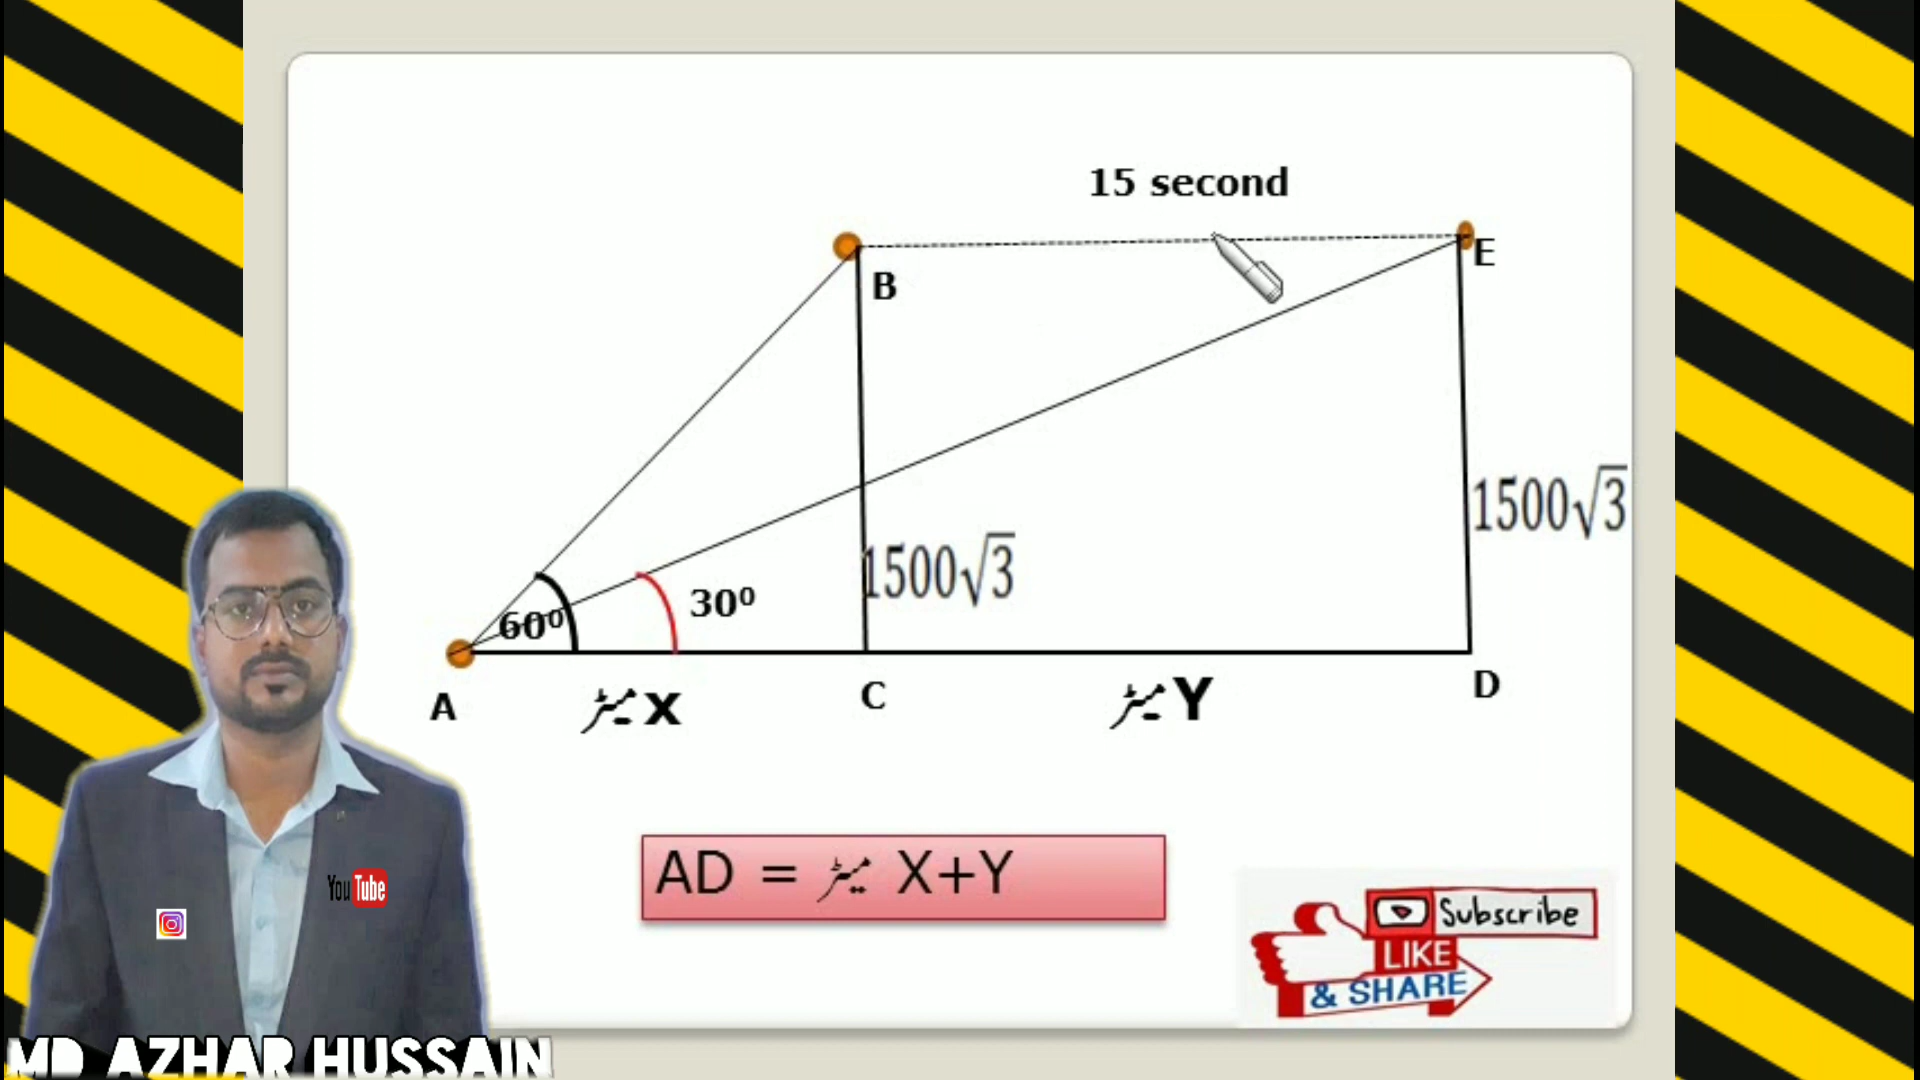 15 second
B
E
1500√3
1500√3
60⁰
30⁰
A
میٹر X
C
میٹر Y
D
AD = میٹر X+Y
YouTube
Subscribe
LIKE
& SHARE
MD AZHAR HUSSAIN